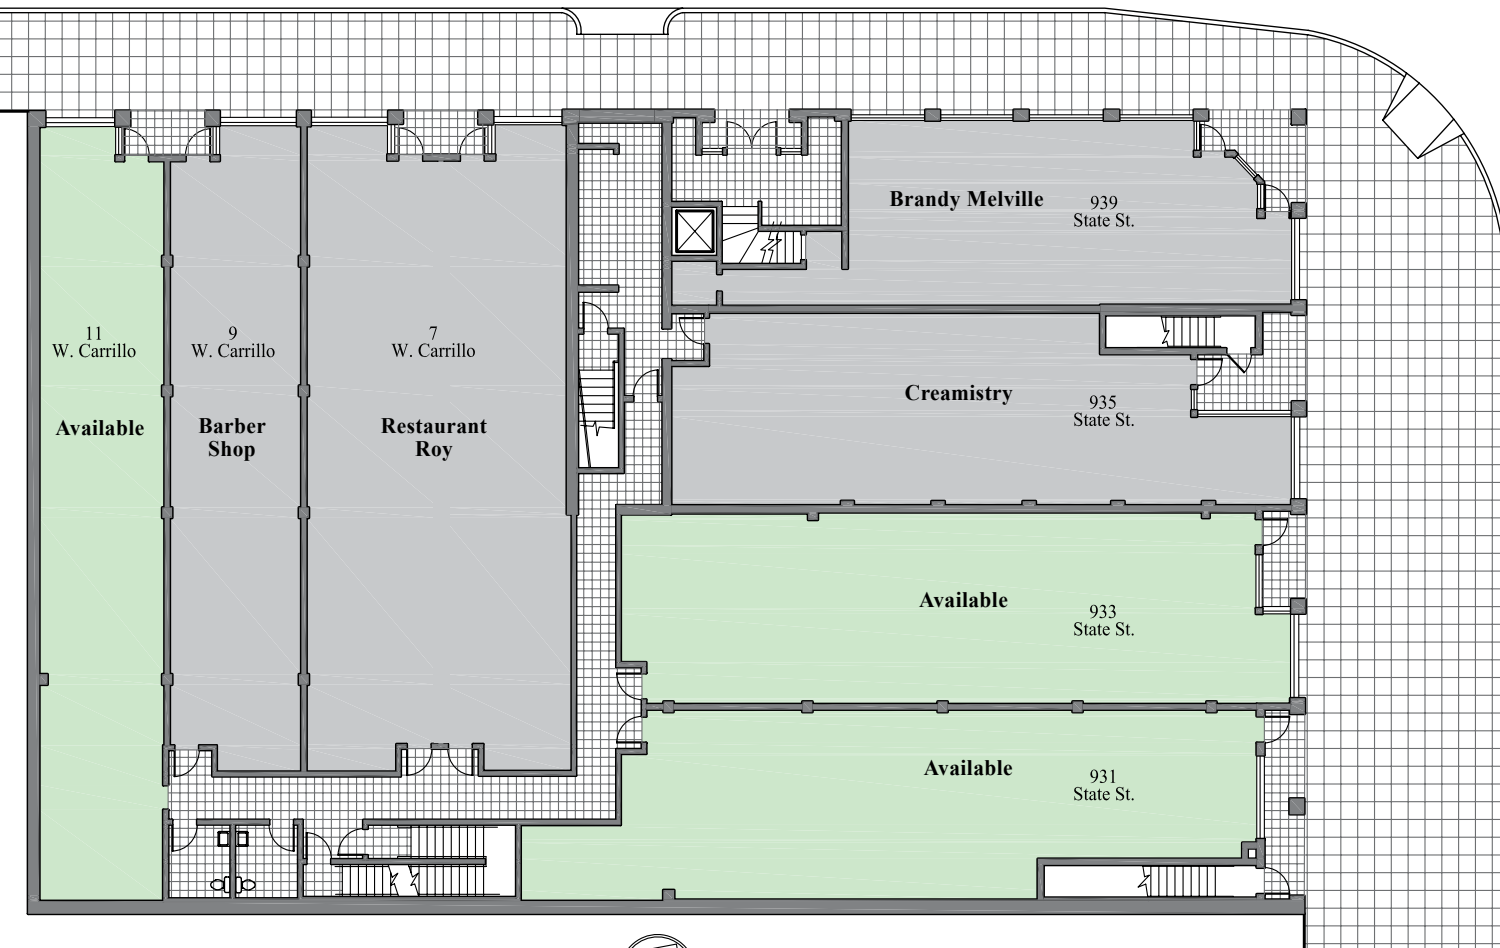 Brandy Melville
939
State St.
11
W. Carrillo
9
W. Carrillo
7
W. Carrillo
Available
Barber
Shop
Restaurant
Roy
Creamistry
935
State St.
Available
933
State St.
Available
931
State St.